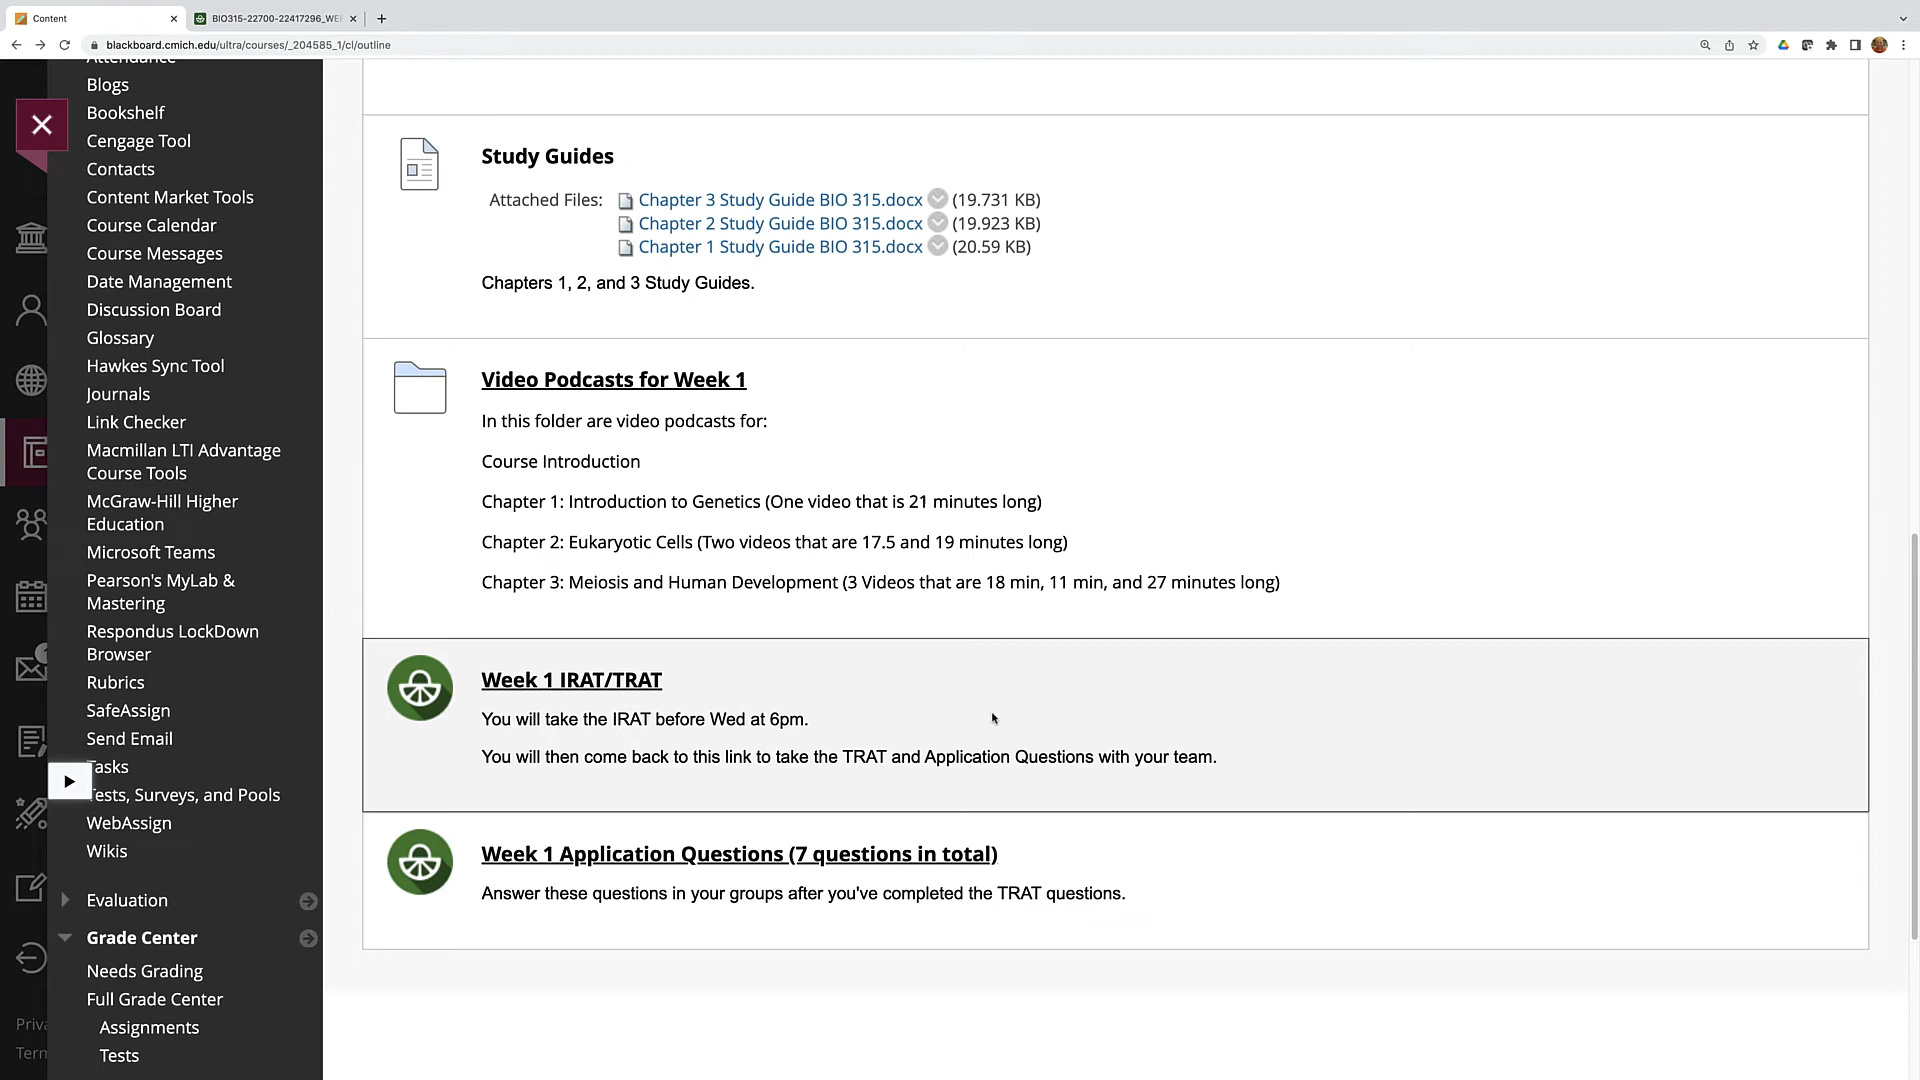 Content
BIO315-22700-22417296_WEE
blackboard.cmich.edu/ultra/courses/_204585_1/cl/outline
Attendance
Blogs
Bookshelf
Cengage Tool
Contacts
Content Market Tools
Course Calendar
Course Messages
Date Management
Discussion Board
Glossary
Hawkes Sync Tool
Journals
Link Checker
Macmillan LTI Advantage
Course Tools
McGraw-Hill Higher
Education
Microsoft Teams
Pearson's MyLab &
Mastering
Respondus LockDown
Browser
Rubrics
SafeAssign
Send Email
Tasks
Tests, Surveys, and Pools
WebAssign
Wikis
Evaluation
Grade Center
Needs Grading
Full Grade Center
Assignments
Tests
Priva
Term
Study Guides
Attached Files: Chapter 3 Study Guide BIO 315.docx (19.731 KB)
Chapter 2 Study Guide BIO 315.docx (19.923 KB)
Chapter 1 Study Guide BIO 315.docx (20.59 KB)
Chapters 1, 2, and 3 Study Guides.
Video Podcasts for Week 1
In this folder are video podcasts for:
Course Introduction
Chapter 1: Introduction to Genetics (One video that is 21 minutes long)
Chapter 2: Eukaryotic Cells (Two videos that are 17.5 and 19 minutes long)
Chapter 3: Meiosis and Human Development (3 Videos that are 18 min, 11 min, and 27 minutes long)
Week 1 IRAT/TRAT
You will take the IRAT before Wed at 6pm.
You will then come back to this link to take the TRAT and Application Questions with your team.
Week 1 Application Questions (7 questions in total)
Answer these questions in your groups after you've completed the TRAT questions.